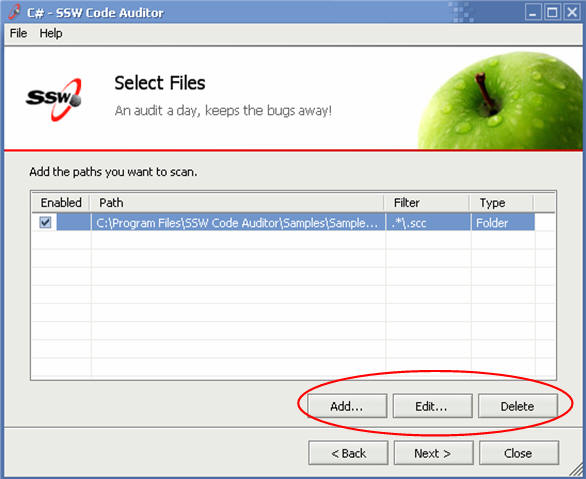 C# - SSW Code Auditor
File Help
SSW
Select Files
An audit a day, keeps the bugs away!
Add the paths you want to scan.
Enabled Path Filter Type
C:\Program Files\SSW Code Auditor\Samples\Sample... .*\.scc Folder
Add... Edit... Delete
< Back Next > Close